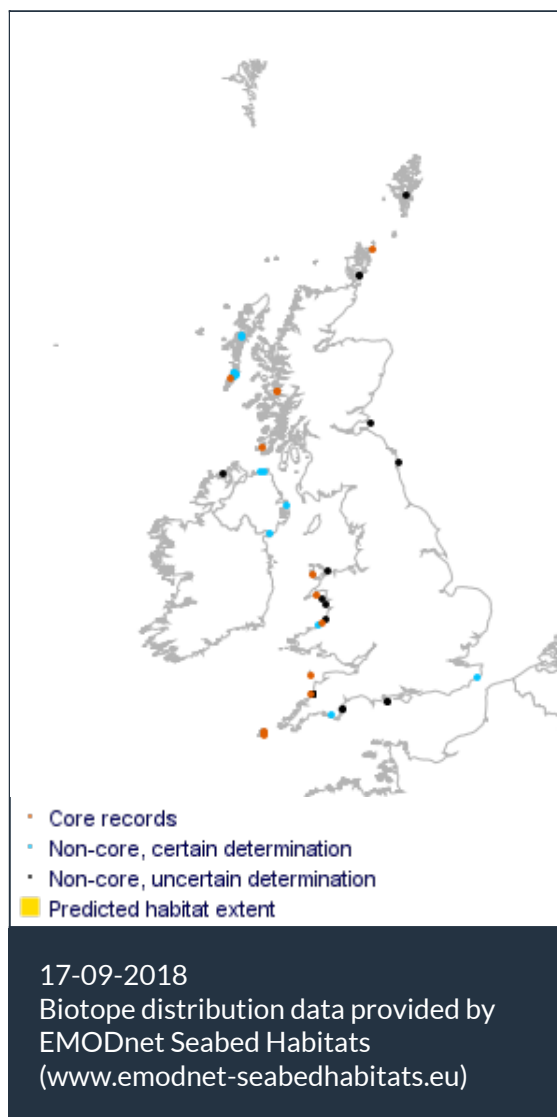 Core records
Non-core, certain determination
Non-core, uncertain determination
Predicted habitat extent
17-09-2018
Biotope distribution data provided by
EMODnet Seabed Habitats
(www.emodnet-seabedhabitats.eu)